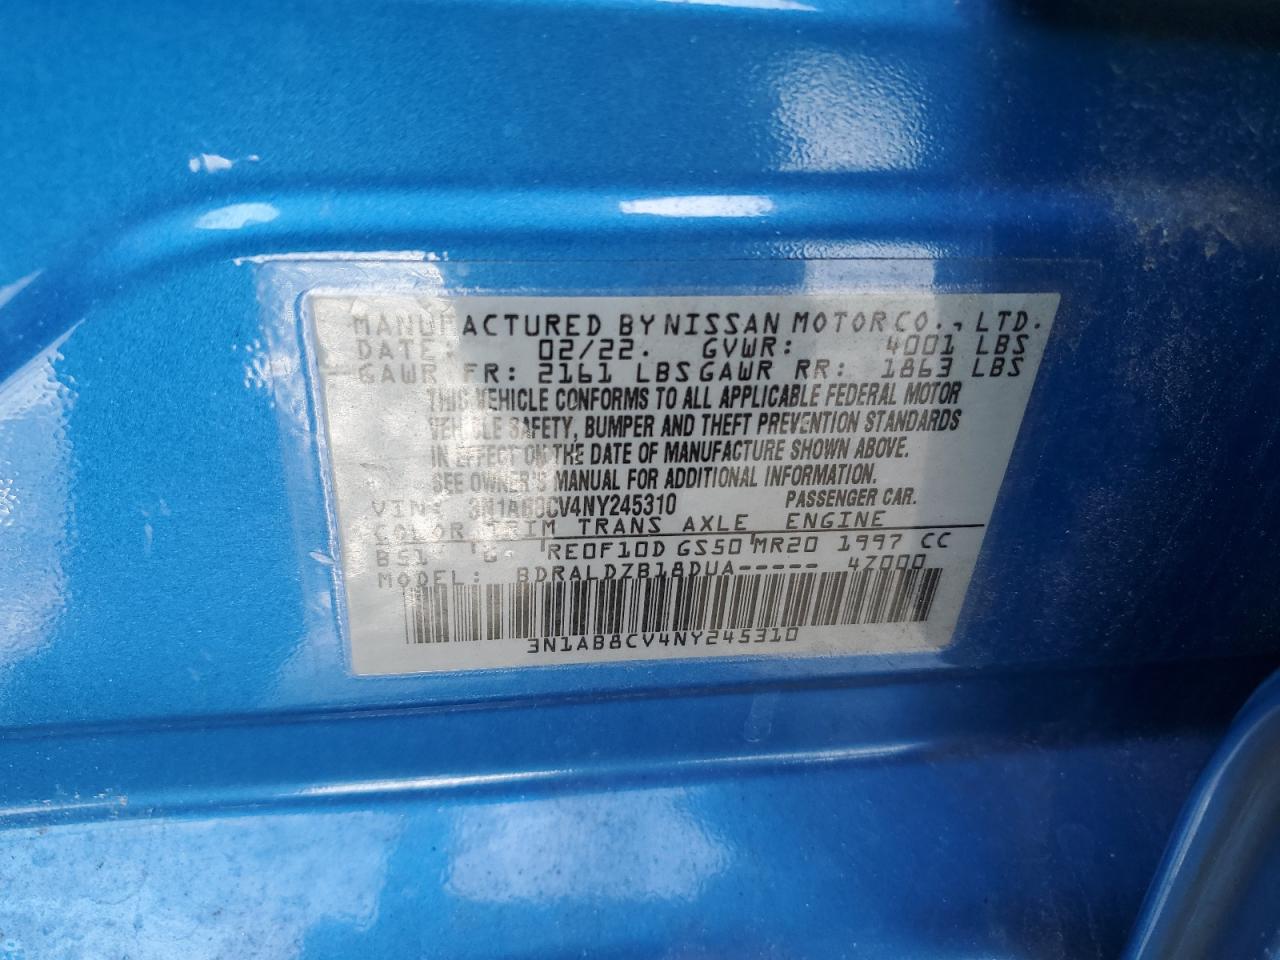 MANUFACTURED BY NISSAN MOTOR CO., LTD.
DATE: 02/22. GVWR: 4001 LBS
GAWR FR: 2161 LBS GAWR RR: 1863 LBS
THIS VEHICLE CONFORMS TO ALL APPLICABLE FEDERAL MOTOR
VEHICLE SAFETY, BUMPER AND THEFT PREVENTION STANDARDS
IN EFFECT ON THE DATE OF MANUFACTURE SHOWN ABOVE.
SEE OWNER'S MANUAL FOR ADDITIONAL INFORMATION.
VIN: 3N1AB8CV4NY245310 PASSENGER CAR.
COLOR TRIM TRANS AXLE ENGINE
B51 G RE0F10D GS50 MR20 1997 CC
MODEL: BDRALDZB18DUA----- 47000
3N1AB8CV4NY245310